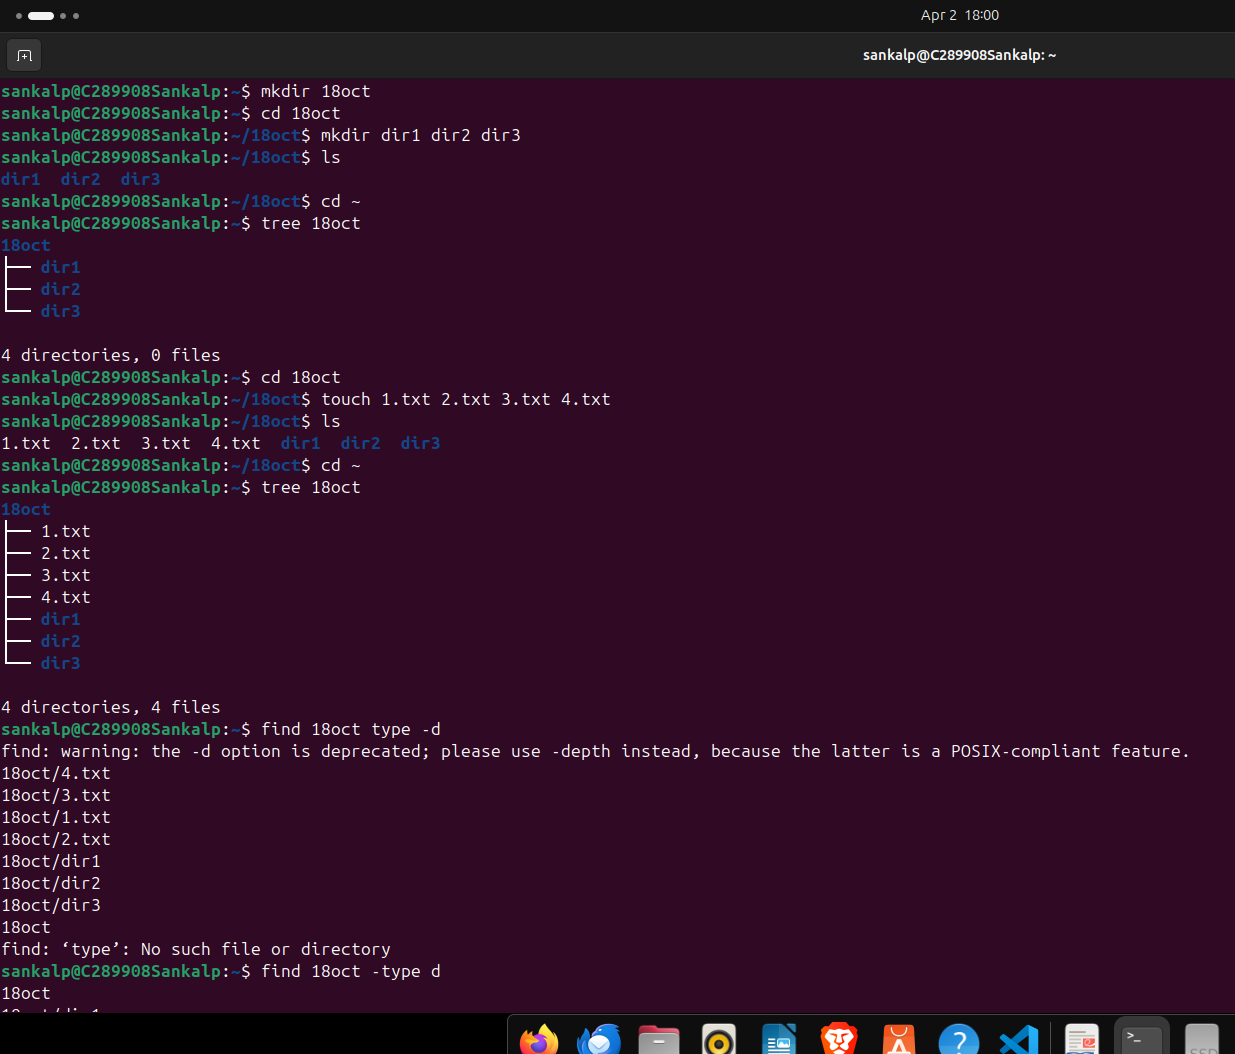 Apr 2 18:00
sankalp@C289908Sankalp: ~
sankalp@C289908Sankalp:~$ mkdir 18oct
sankalp@C289908Sankalp:~$ cd 18oct
sankalp@C289908Sankalp:~/18oct$ mkdir dir1 dir2 dir3
sankalp@C289908Sankalp:~/18oct$ ls
dir1  dir2  dir3
sankalp@C289908Sankalp:~/18oct$ cd ~
sankalp@C289908Sankalp:~$ tree 18oct
18oct
├── dir1
├── dir2
└── dir3
4 directories, 0 files
sankalp@C289908Sankalp:~$ cd 18oct
sankalp@C289908Sankalp:~/18oct$ touch 1.txt 2.txt 3.txt 4.txt
sankalp@C289908Sankalp:~/18oct$ ls
1.txt  2.txt  3.txt  4.txt  dir1  dir2  dir3
sankalp@C289908Sankalp:~/18oct$ cd ~
sankalp@C289908Sankalp:~$ tree 18oct
18oct
├── 1.txt
├── 2.txt
├── 3.txt
├── 4.txt
├── dir1
├── dir2
└── dir3
4 directories, 4 files
sankalp@C289908Sankalp:~$ find 18oct type -d
find: warning: the -d option is deprecated; please use -depth instead, because the latter is a POSIX-compliant feature.
18oct/4.txt
18oct/3.txt
18oct/1.txt
18oct/2.txt
18oct/dir1
18oct/dir2
18oct/dir3
18oct
find: ‘type’: No such file or directory
sankalp@C289908Sankalp:~$ find 18oct -type d
18oct